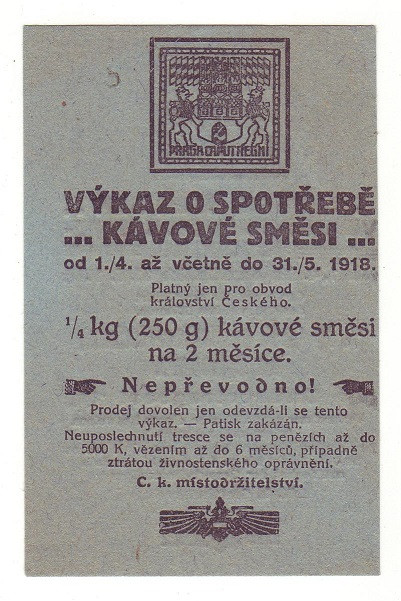 PRAGA CAPUT REGNI
VÝKAZ O SPOTŘEBĚ
... KÁVOVÉ SMĚSI ...
od 1./4. až včetně do 31./5. 1918.
Platný jen pro obvod
království Českého.
1/4 kg (250 g) kávové směsi
na 2 měsíce.
Nepřevodno!
Prodej dovolen jen odevzdá-li se tento
výkaz. — Patisk zakázán.
Neuposlechnutí tresce se na penězích až do
5000 K, vězením až do 6 měsíců, případně
ztrátou živnostenského oprávnění.
C. k. místodržitelství.